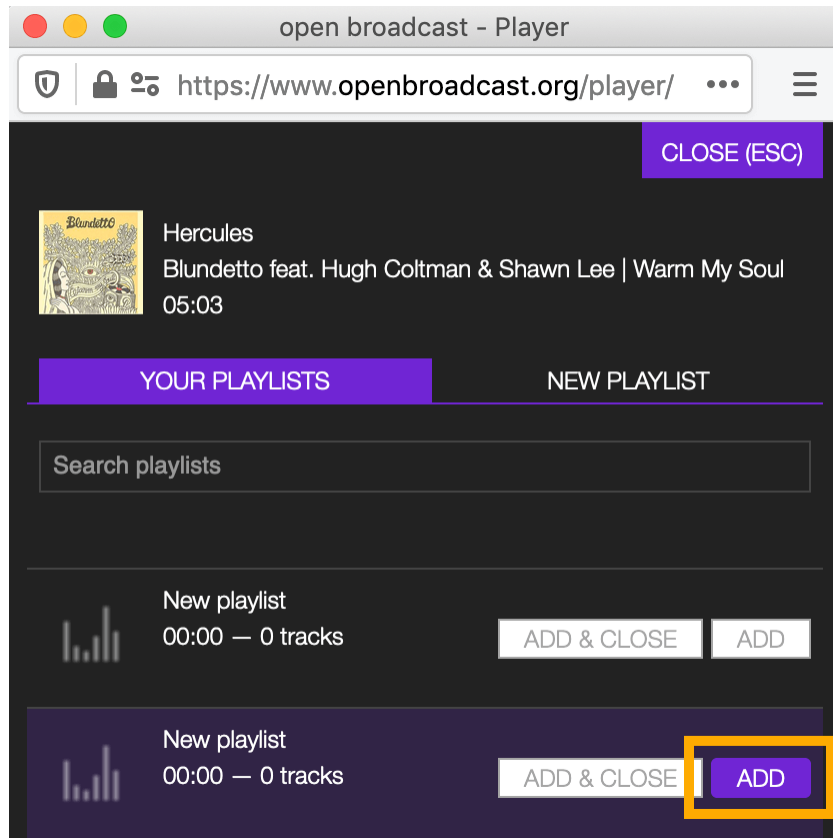 open broadcast - Player
https://www.openbroadcast.org/player/
CLOSE (ESC)
Blundetto
Hercules
Blundetto feat. Hugh Coltman & Shawn Lee | Warm My Soul
05:03
YOUR PLAYLISTS NEW PLAYLIST
Search playlists
New playlist
00:00 — 0 tracks
ADD & CLOSE ADD
New playlist
00:00 — 0 tracks
ADD & CLOSE ADD